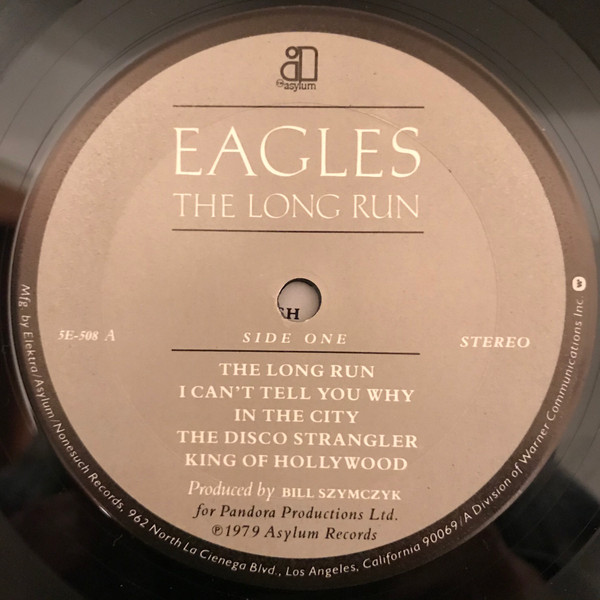 asylum
EAGLES
THE LONG RUN
5E-508 A
SIDE ONE
STEREO
THE LONG RUN
I CAN'T TELL YOU WHY
IN THE CITY
THE DISCO STRANGLER
KING OF HOLLYWOOD
Produced by BILL SZYMCZYK
for Pandora Productions Ltd.
℗1979 Asylum Records
Mfg. by Elektra/Asylum/Nonesuch Records, 962 North La Cienega Blvd., Los Angeles, California 90069/A Division of Warner Communications Inc.